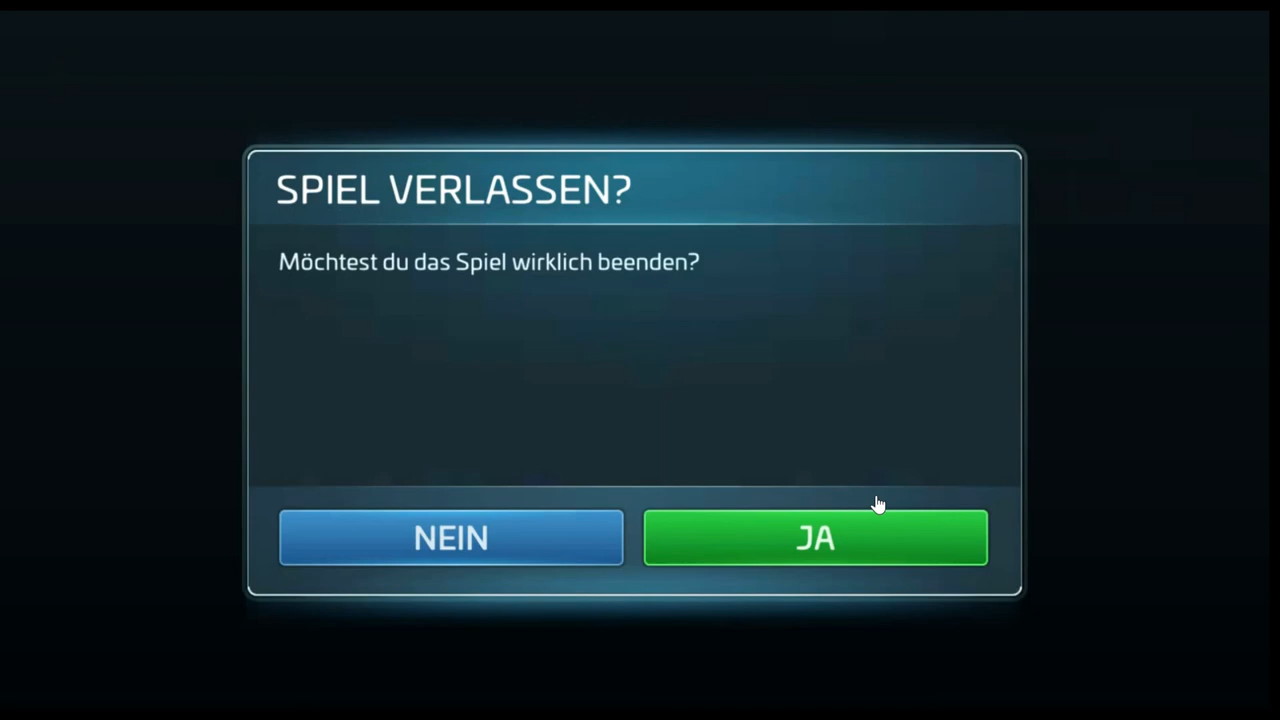 SPIEL VERLASSEN?
Möchtest du das Spiel wirklich beenden?
NEIN
JA